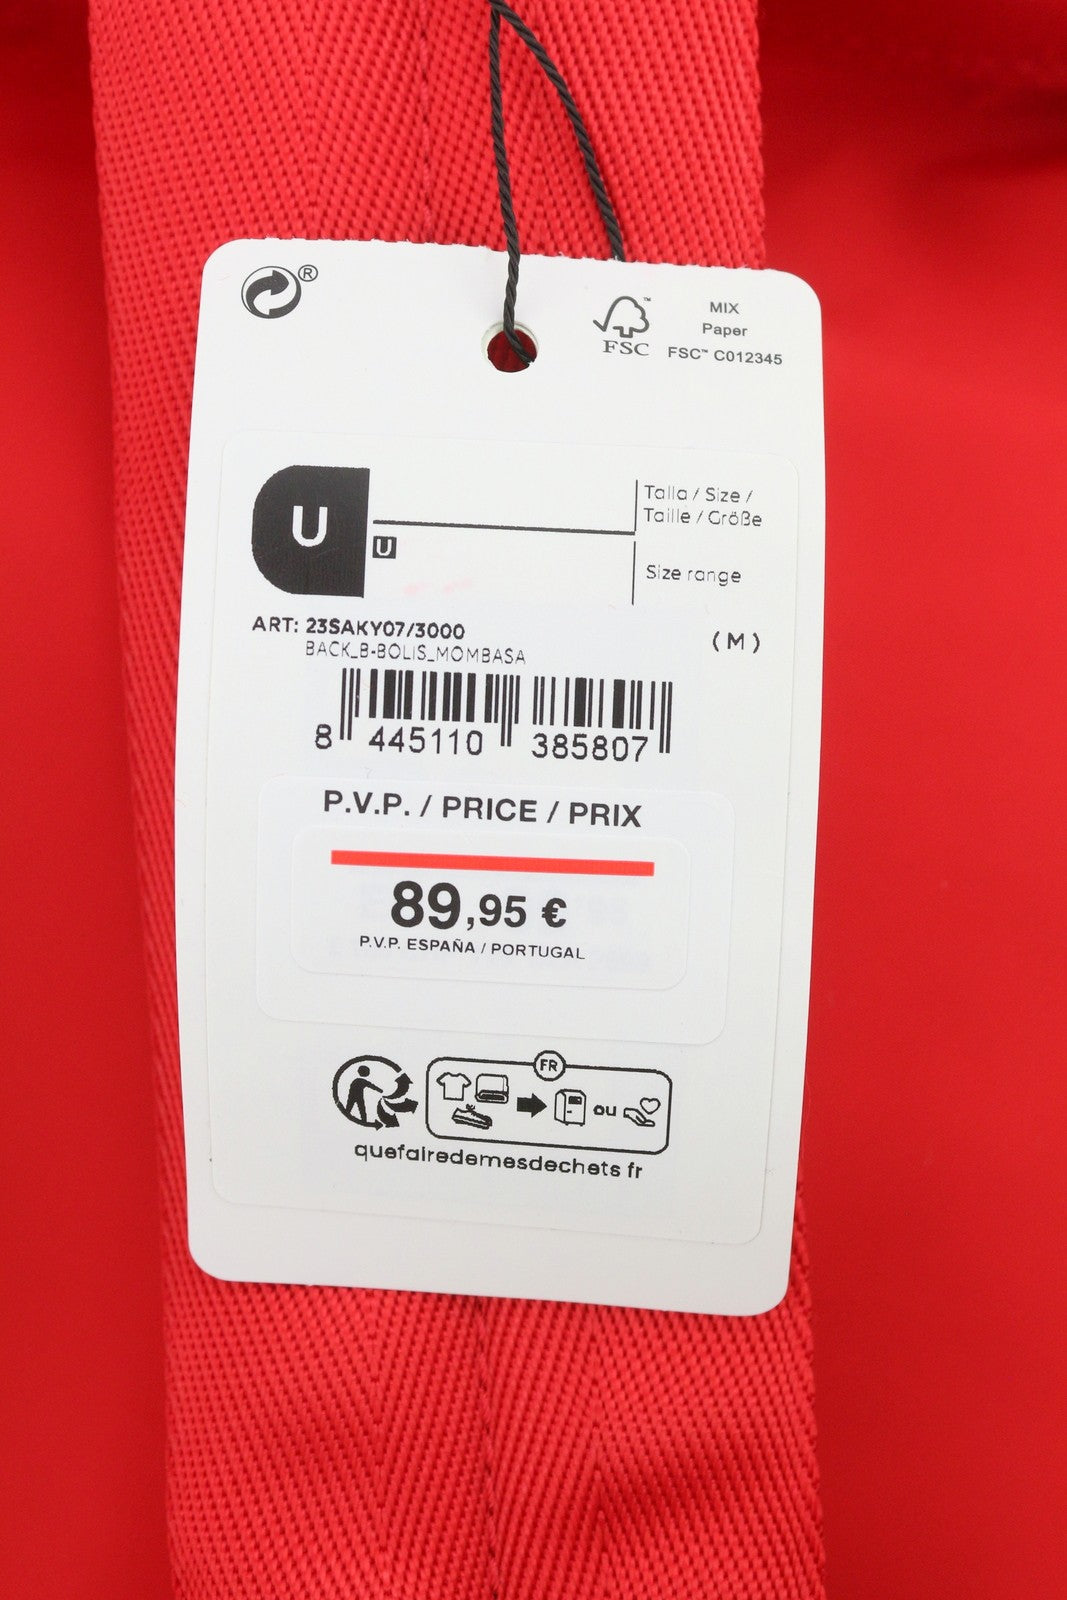 ®
FSC™
MIX
Paper
FSC™ C012345
U
Talla / Size /
Taille / Größe
U
Size range
ART: 23SAKY07/3000
BACK_B-BOLIS_MOMBASA
(M)
8 445110 385807
P.V.P. / PRICE / PRIX
89,95 €
P.V.P. ESPAÑA / PORTUGAL
FR
ou
quefairedemesdechets fr